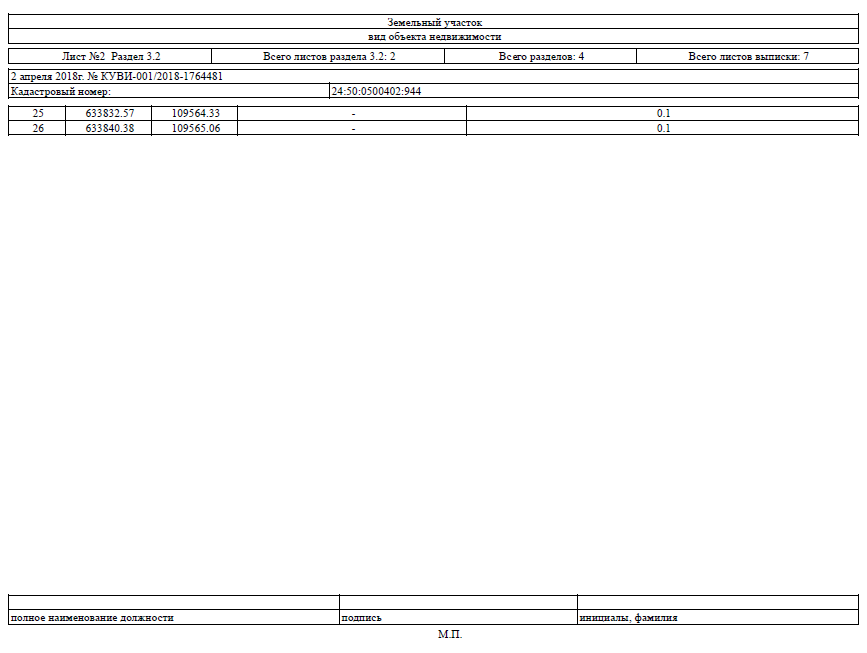 Земельный участок
вид объекта недвижимости
Лист №2 Раздел 3.2 Всего листов раздела 3.2: 2 Всего разделов: 4 Всего листов выписки: 7
2 апреля 2018г. № КУВИ-001/2018-1764481
Кадастровый номер: 24:50:0500402:944
25 633832.57 109564.33 - 0.1
26 633840.38 109565.06 - 0.1
полное наименование должности подпись инициалы, фамилия
М.П.